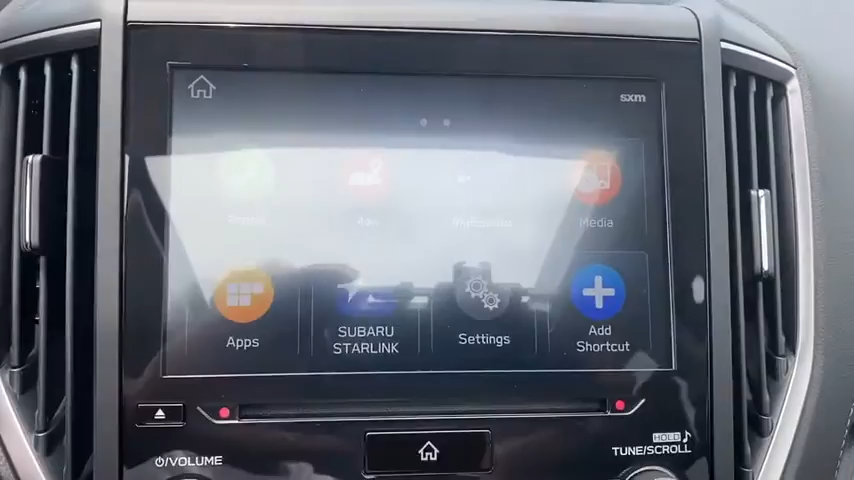 sxm
Media
Apps
SUBARU
STARLINK
Settings
Add
Shortcut
VOLUME
HOLD
TUNE/SCROLL